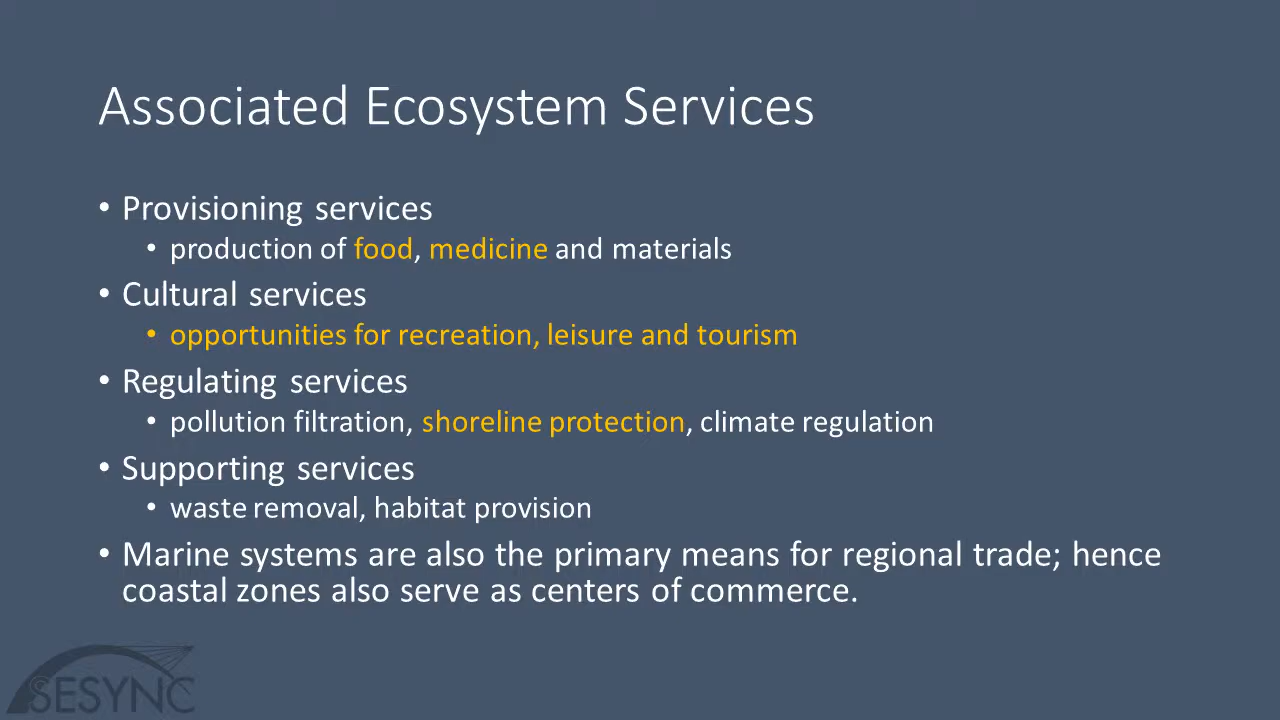 Associated Ecosystem Services
• Provisioning services
• production of food, medicine and materials
• Cultural services
• opportunities for recreation, leisure and tourism
• Regulating services
• pollution filtration, shoreline protection, climate regulation
• Supporting services
• waste removal, habitat provision
• Marine systems are also the primary means for regional trade; hence
coastal zones also serve as centers of commerce.
SESYNC